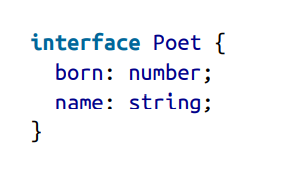 interface Poet {
  born: number;
  name: string;
}